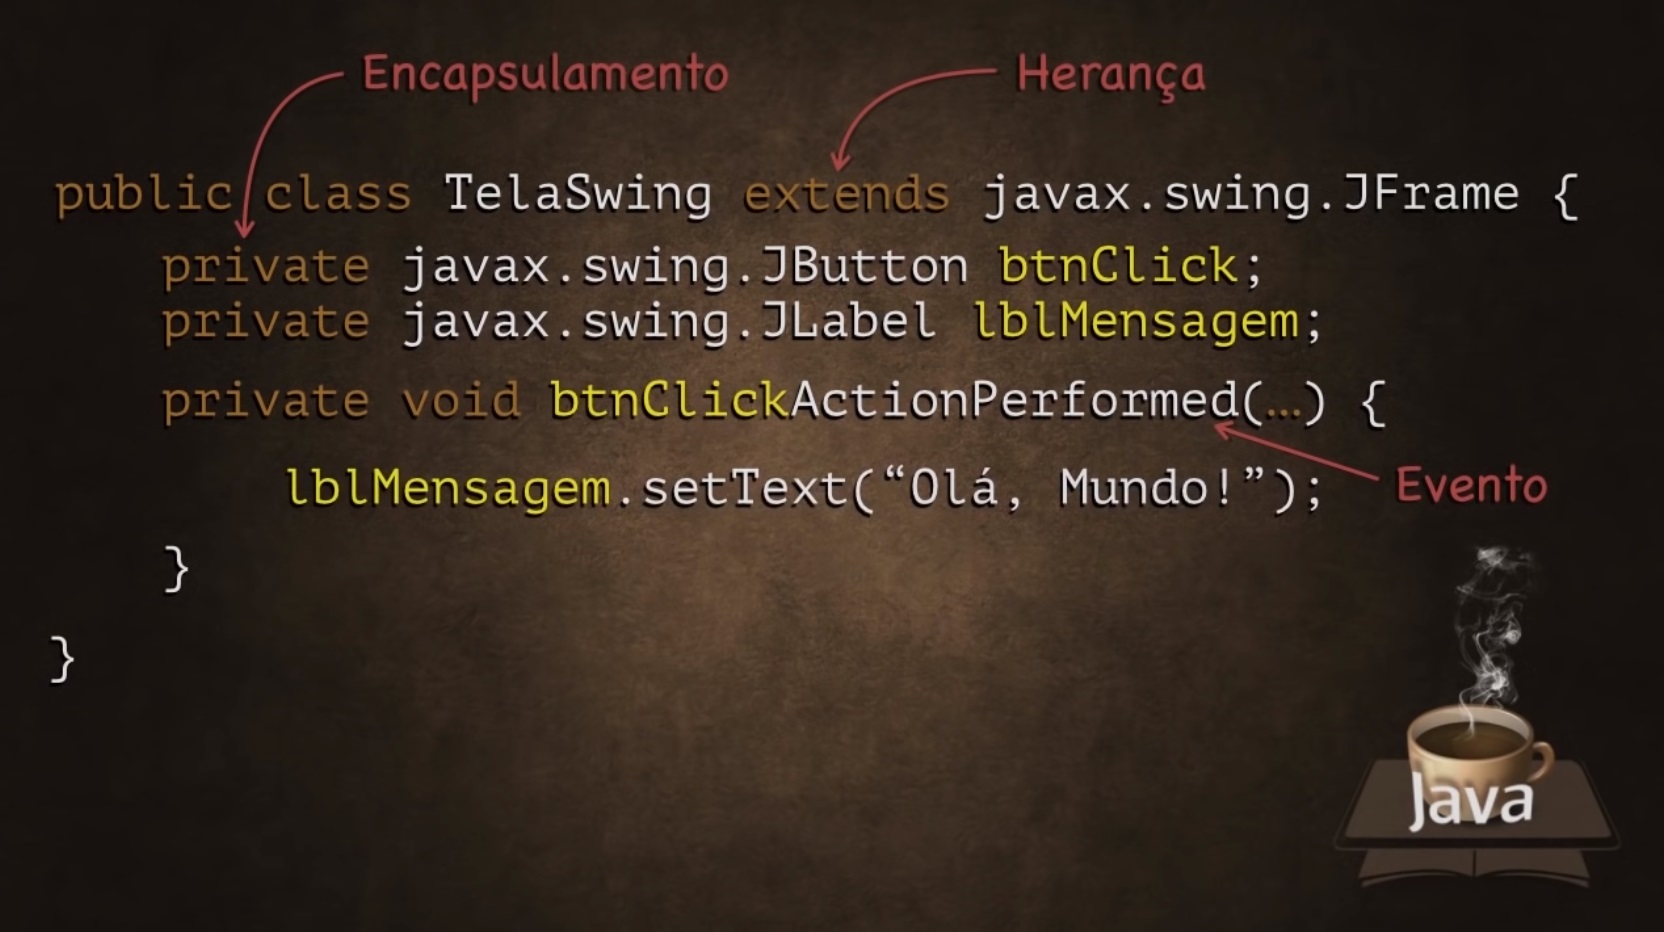 Encapsulamento
Herança
public class TelaSwing extends javax.swing.JFrame {
private javax.swing.JButton btnClick;
private javax.swing.JLabel lblMensagem;
private void btnClickActionPerformed(…) {
lblMensagem.setText(“Olá, Mundo!”);
Evento
}
}
Java